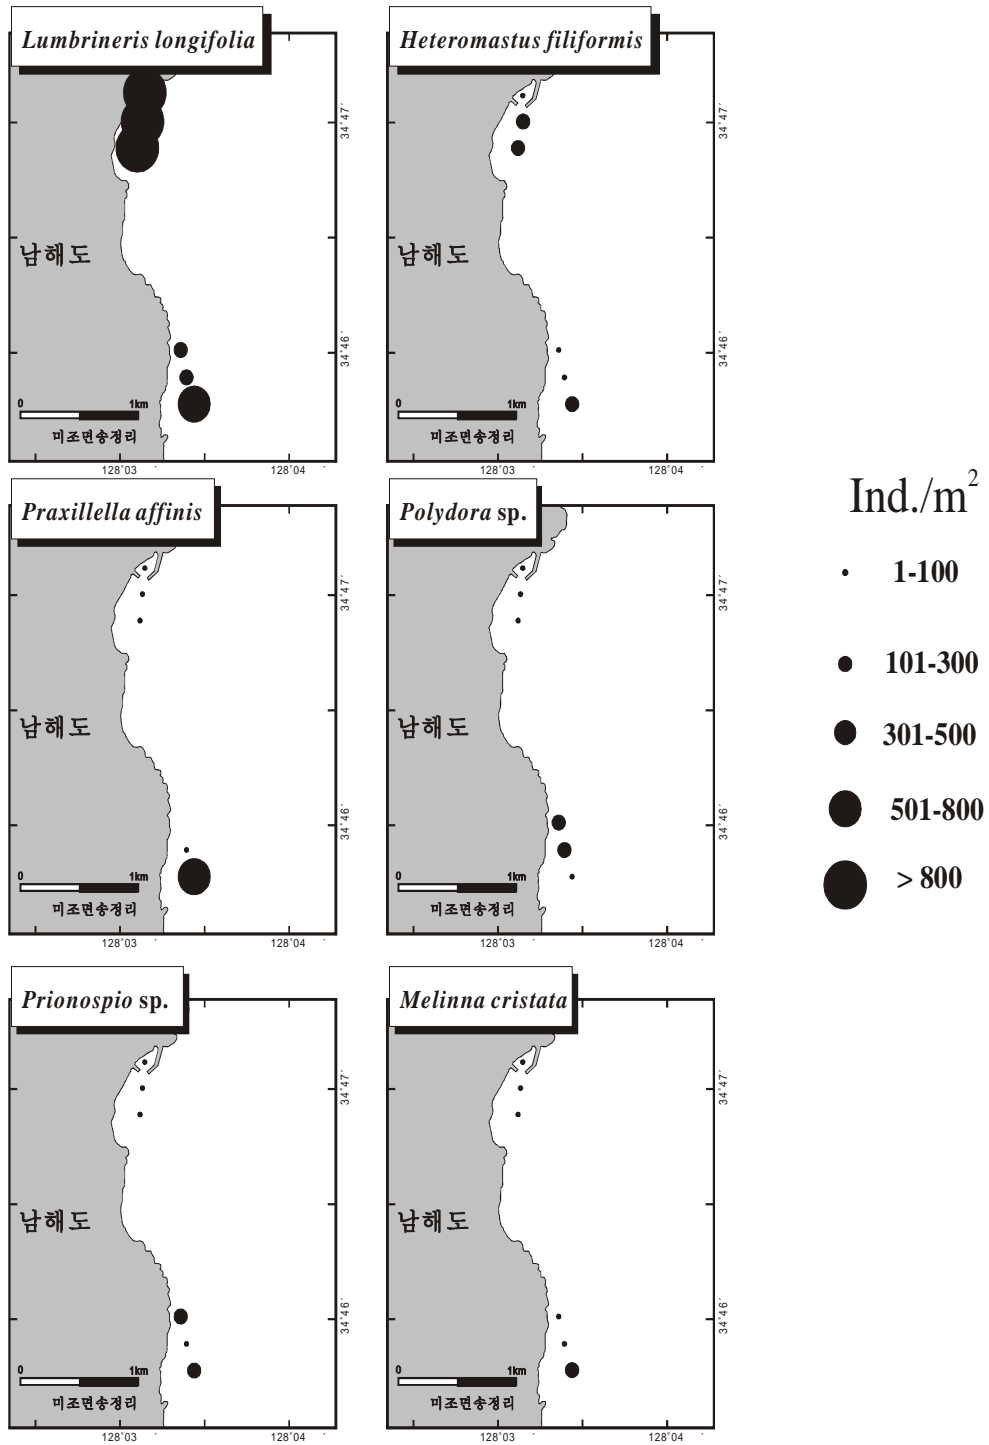 Lumbrineris longifolia
34°47′
남해도
34°46′
0 1km
미조면송정리
128°03 ′ 128°04 ′
Heteromastus filiformis
34°47′
남해도
34°46′
0 1km
미조면송정리
128°03 ′ 128°04 ′
Praxillella affinis
34°47′
남해도
34°46′
0 1km
미조면송정리
128°03 ′ 128°04 ′
Polydora sp.
34°47′
남해도
34°46′
0 1km
미조면송정리
128°03 ′ 128°04 ′
Prionospio sp.
34°47′
남해도
34°46′
0 1km
미조면송정리
128°03 ′ 128°04 ′
Melinna cristata
34°47′
남해도
34°46′
0 1km
미조면송정리
128°03 ′ 128°04 ′
Ind./m²
1-100
101-300
301-500
501-800
> 800